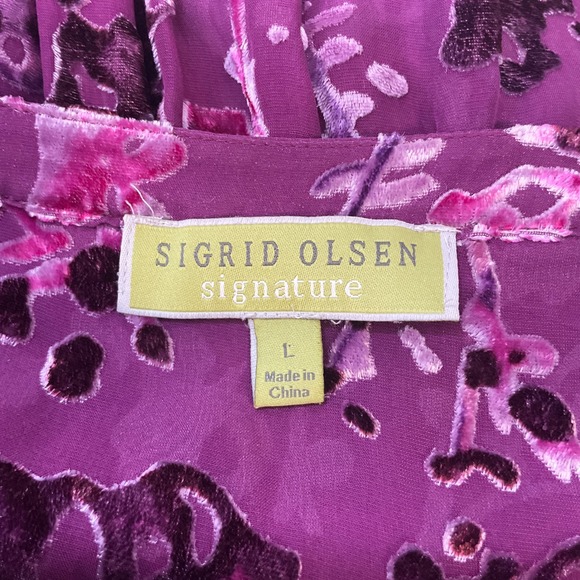 SIGRID OLSEN
signature
L
Made in
China